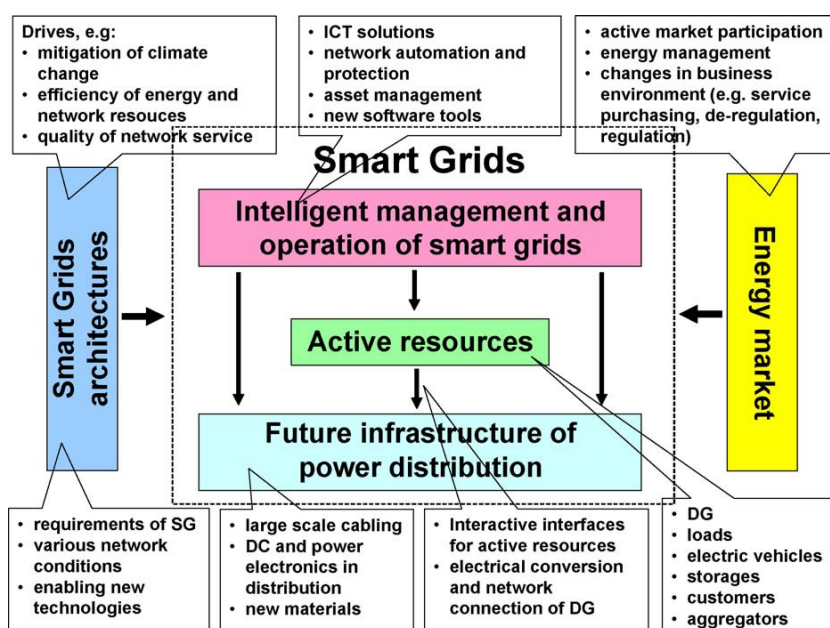 Drives, e.g:
• mitigation of climate
change
• efficiency of energy and
network resouces
• quality of network service
• ICT solutions
• network automation and
protection
• asset management
• new software tools
• active market participation
• energy management
• changes in business
environment (e.g. service
purchasing, de-regulation,
regulation)
Smart Grids
Intelligent management and
operation of smart grids
Smart Grids
architectures
Active resources
Energy market
Future infrastructure of
power distribution
• requirements of SG
• various network
conditions
• enabling new
technologies
• large scale cabling
• DC and power
electronics in
distribution
• new materials
• Interactive interfaces
for active resources
• electrical conversion
and network
connection of DG
• DG
• loads
• electric vehicles
• storages
• customers
• aggregators